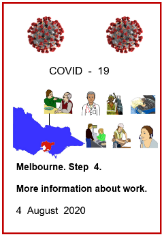 COVID - 19
Melbourne. Step 4.
More information about work.
4 August 2020